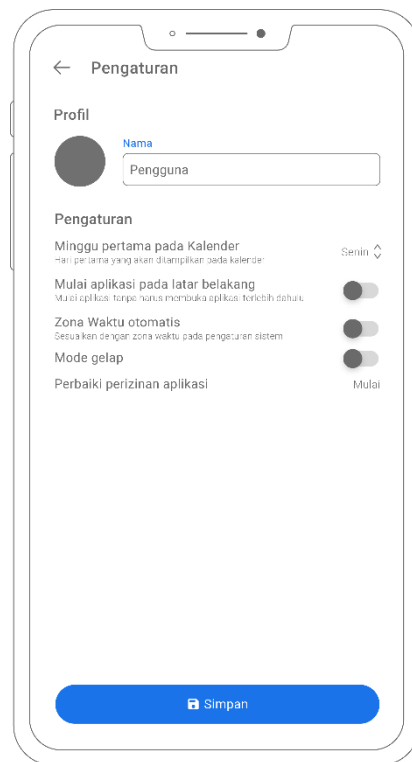 Pengaturan
Profil
Nama
Pengguna
Pengaturan
Minggu pertama pada Kalender
Hari pertama yang akan ditampilkan pada kalender
Senin
Mulai aplikasi pada latar belakang
Mulai aplikasi tanpa harus membuka aplikasi terlebih dahulu
Zona Waktu otomatis
Sesuaikan dengan zona waktu pada pengaturan sistem
Mode gelap
Perbaiki perizinan aplikasi
Mulai
Simpan